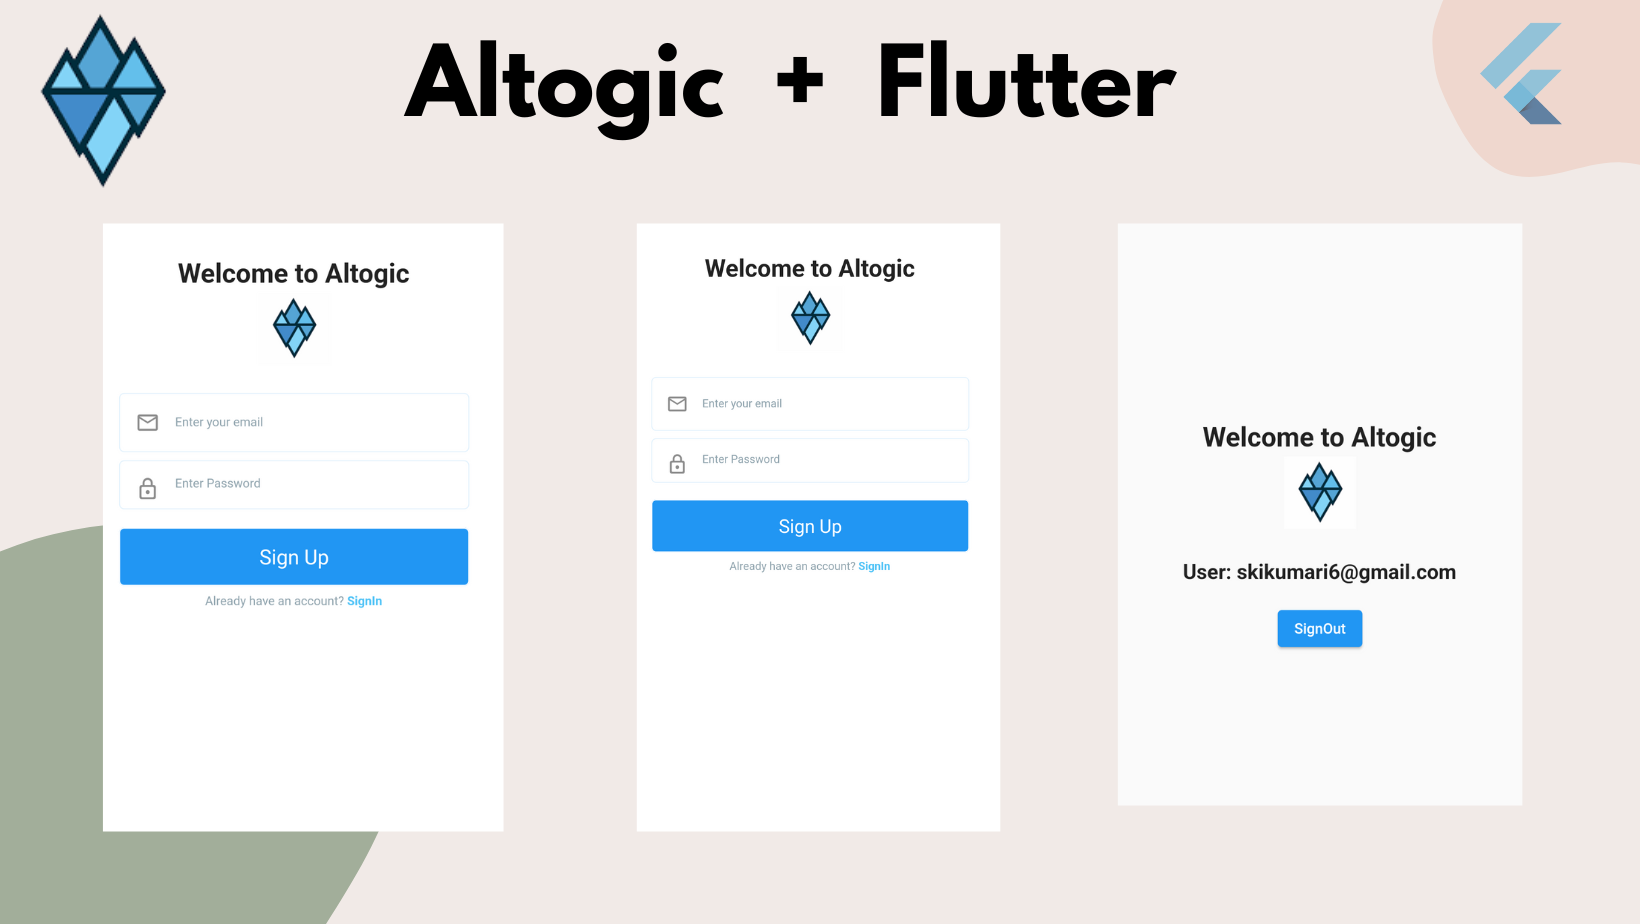 Altogic + Flutter
Welcome to Altogic
Enter your email
Enter Password
Sign Up
Already have an account? SignIn
Welcome to Altogic
Enter your email
Enter Password
Sign Up
Already have an account? SignIn
Welcome to Altogic
User: skikumari6@gmail.com
SignOut